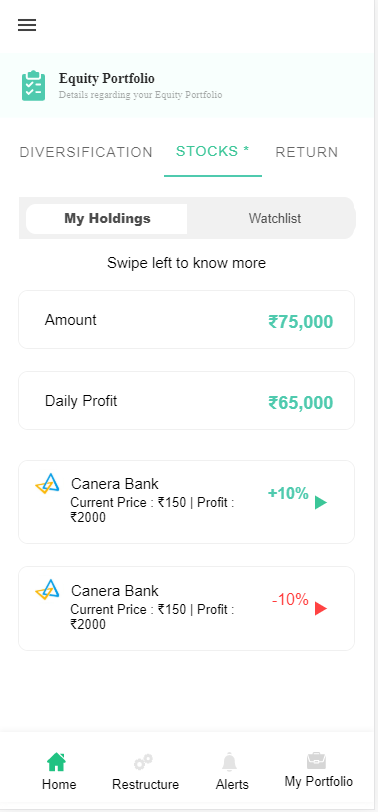 Equity Portfolio
Details regarding your Equity Portfolio
DIVERSIFICATION STOCKS * RETURN
My Holdings Watchlist
Swipe left to know more
Amount ₹75,000
Daily Profit ₹65,000
Canera Bank
Current Price : ₹150 | Profit :
₹2000
+10%
Canera Bank
Current Price : ₹150 | Profit :
₹2000
-10%
Home Restructure Alerts My Portfolio